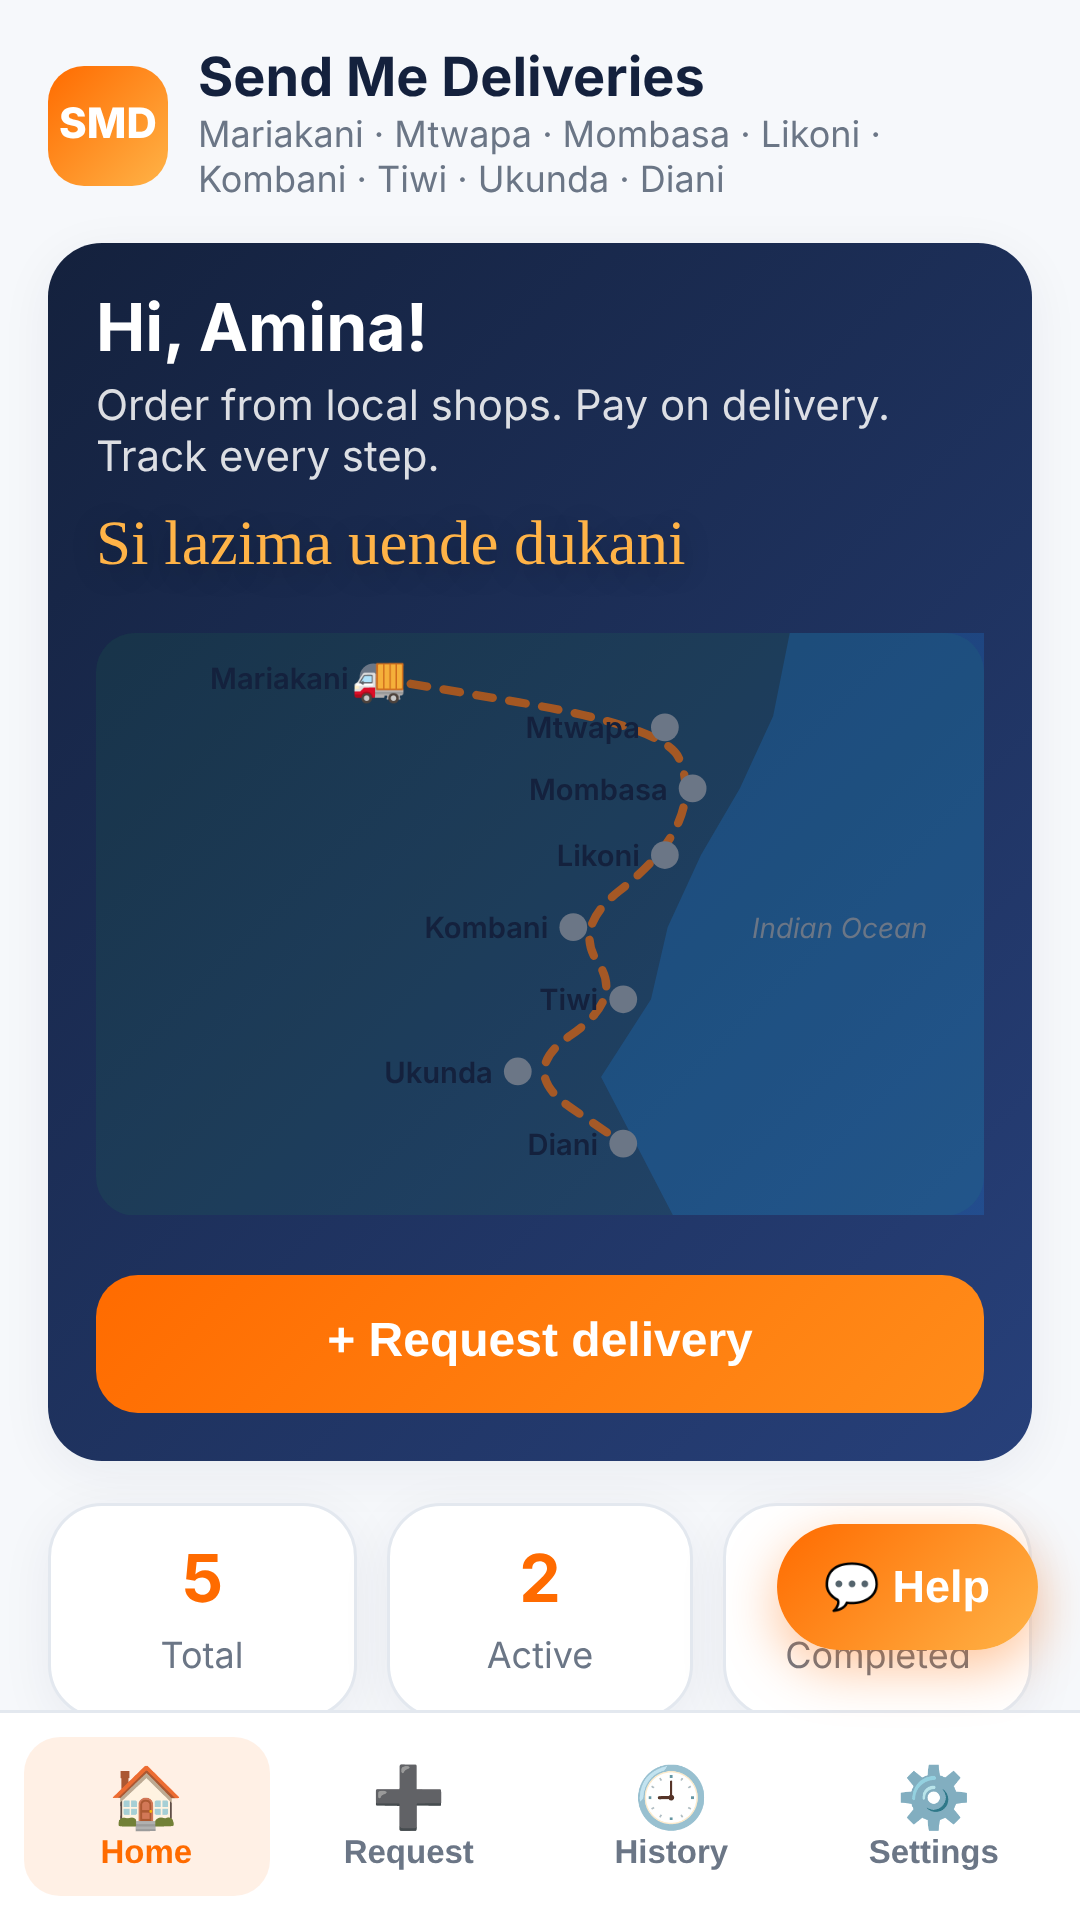 SMD
Send Me Deliveries
Mariakani · Mtwapa · Mombasa · Likoni ·
Kombani · Tiwi · Ukunda · Diani
Hi, Amina!
Order from local shops. Pay on delivery.
Track every step.
Si lazima uende dukani
Mariakani
Mtwapa
Mombasa
Likoni
Kombani
Indian Ocean
Tiwi
Ukunda
Diani
+ Request delivery
5
2
Help
Total
Active
Completed
Home
Request
History
Settings